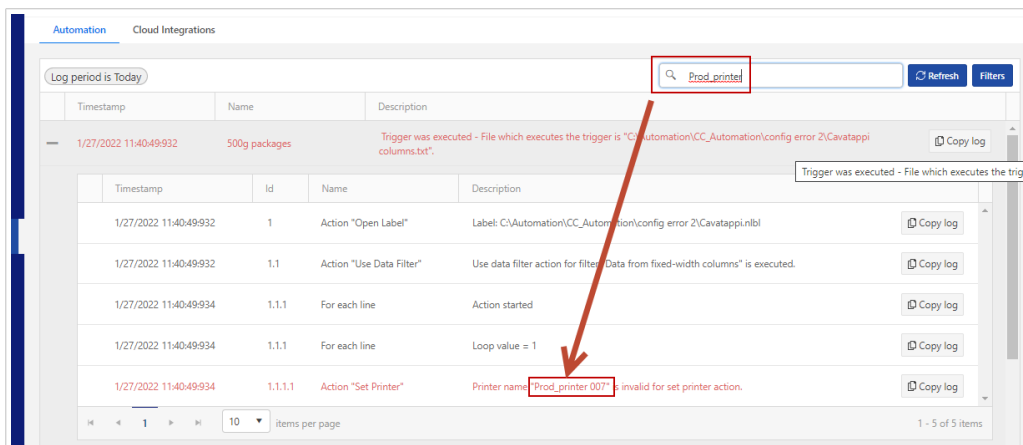 Automation Cloud Integrations
Log period is Today Prod_printer Refresh Filters
Timestamp Name Description
1/27/2022 11:40:49:932 500g packages Trigger was executed - File which executes the trigger is "C:\Automation\CC_Automation\config error 2\Cavatappi Copy log
columns.txt".
Trigger was executed - File which executes the trig
Timestamp Id Name Description
1/27/2022 11:40:49:932 1 Action "Open Label" Label: C:\Automation\CC_Automation\config error 2\Cavatappi.nlbl Copy log
1/27/2022 11:40:49:932 1.1 Action "Use Data Filter" Use data filter action for filter "Data from fixed-width columns" is executed. Copy log
1/27/2022 11:40:49:934 1.1.1 For each line Action started Copy log
1/27/2022 11:40:49:934 1.1.1 For each line Loop value = 1 Copy log
1/27/2022 11:40:49:934 1.1.1.1 Action "Set Printer" Printer name "Prod_printer 007" is invalid for set printer action. Copy log
1 10 items per page 1 - 5 of 5 items